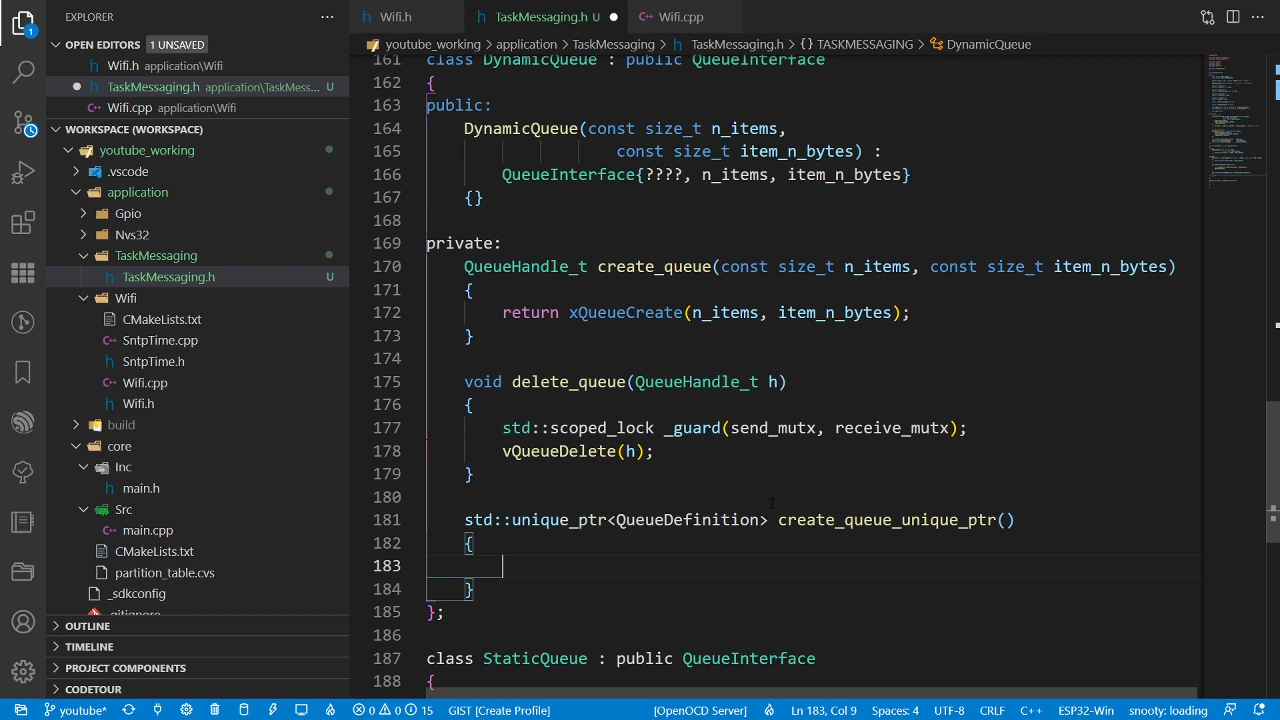 EXPLORER
Wifi.h
TaskMessaging.h U
Wifi.cpp
OPEN EDITORS 1 UNSAVED
Wifi.h application\Wifi
TaskMessaging.h application\TaskMess...
Wifi.cpp application\Wifi
youtube_working > application > TaskMessaging > TaskMessaging.h > {} TASKMESSAGING > DynamicQueue
WORKSPACE (WORKSPACE)
youtube_working
.vscode
application
Gpio
Nvs32
TaskMessaging
TaskMessaging.h U
Wifi
CMakeLists.txt
SntpTime.cpp
SntpTime.h
Wifi.cpp
Wifi.h
build
core
Inc
main.h
Src
main.cpp
CMakeLists.txt
partition_table.cvs
_sdkconfig
.gitignore
OUTLINE
TIMELINE
PROJECT COMPONENTS
CODETOUR
161 class DynamicQueue : public QueueInterface
162 {
163 public:
164 DynamicQueue(const size_t n_items,
165 const size_t item_n_bytes) :
166 QueueInterface{????, n_items, item_n_bytes}
167 {}
168
169 private:
170 QueueHandle_t create_queue(const size_t n_items, const size_t item_n_bytes)
171 {
172 return xQueueCreate(n_items, item_n_bytes);
173 }
174
175 void delete_queue(QueueHandle_t h)
176 {
177 std::scoped_lock _guard(send_mutx, receive_mutx);
178 vQueueDelete(h);
179 }
180
181 std::unique_ptr<QueueDefinition> create_queue_unique_ptr()
182 {
183
184 }
185 };
186
187 class StaticQueue : public QueueInterface
188 {
youtube* 0 0 15 GIST [Create Profile] [OpenOCD Server] Ln 183, Col 9 Spaces: 4 UTF-8 CRLF C++ ESP32-Win snooty: loading